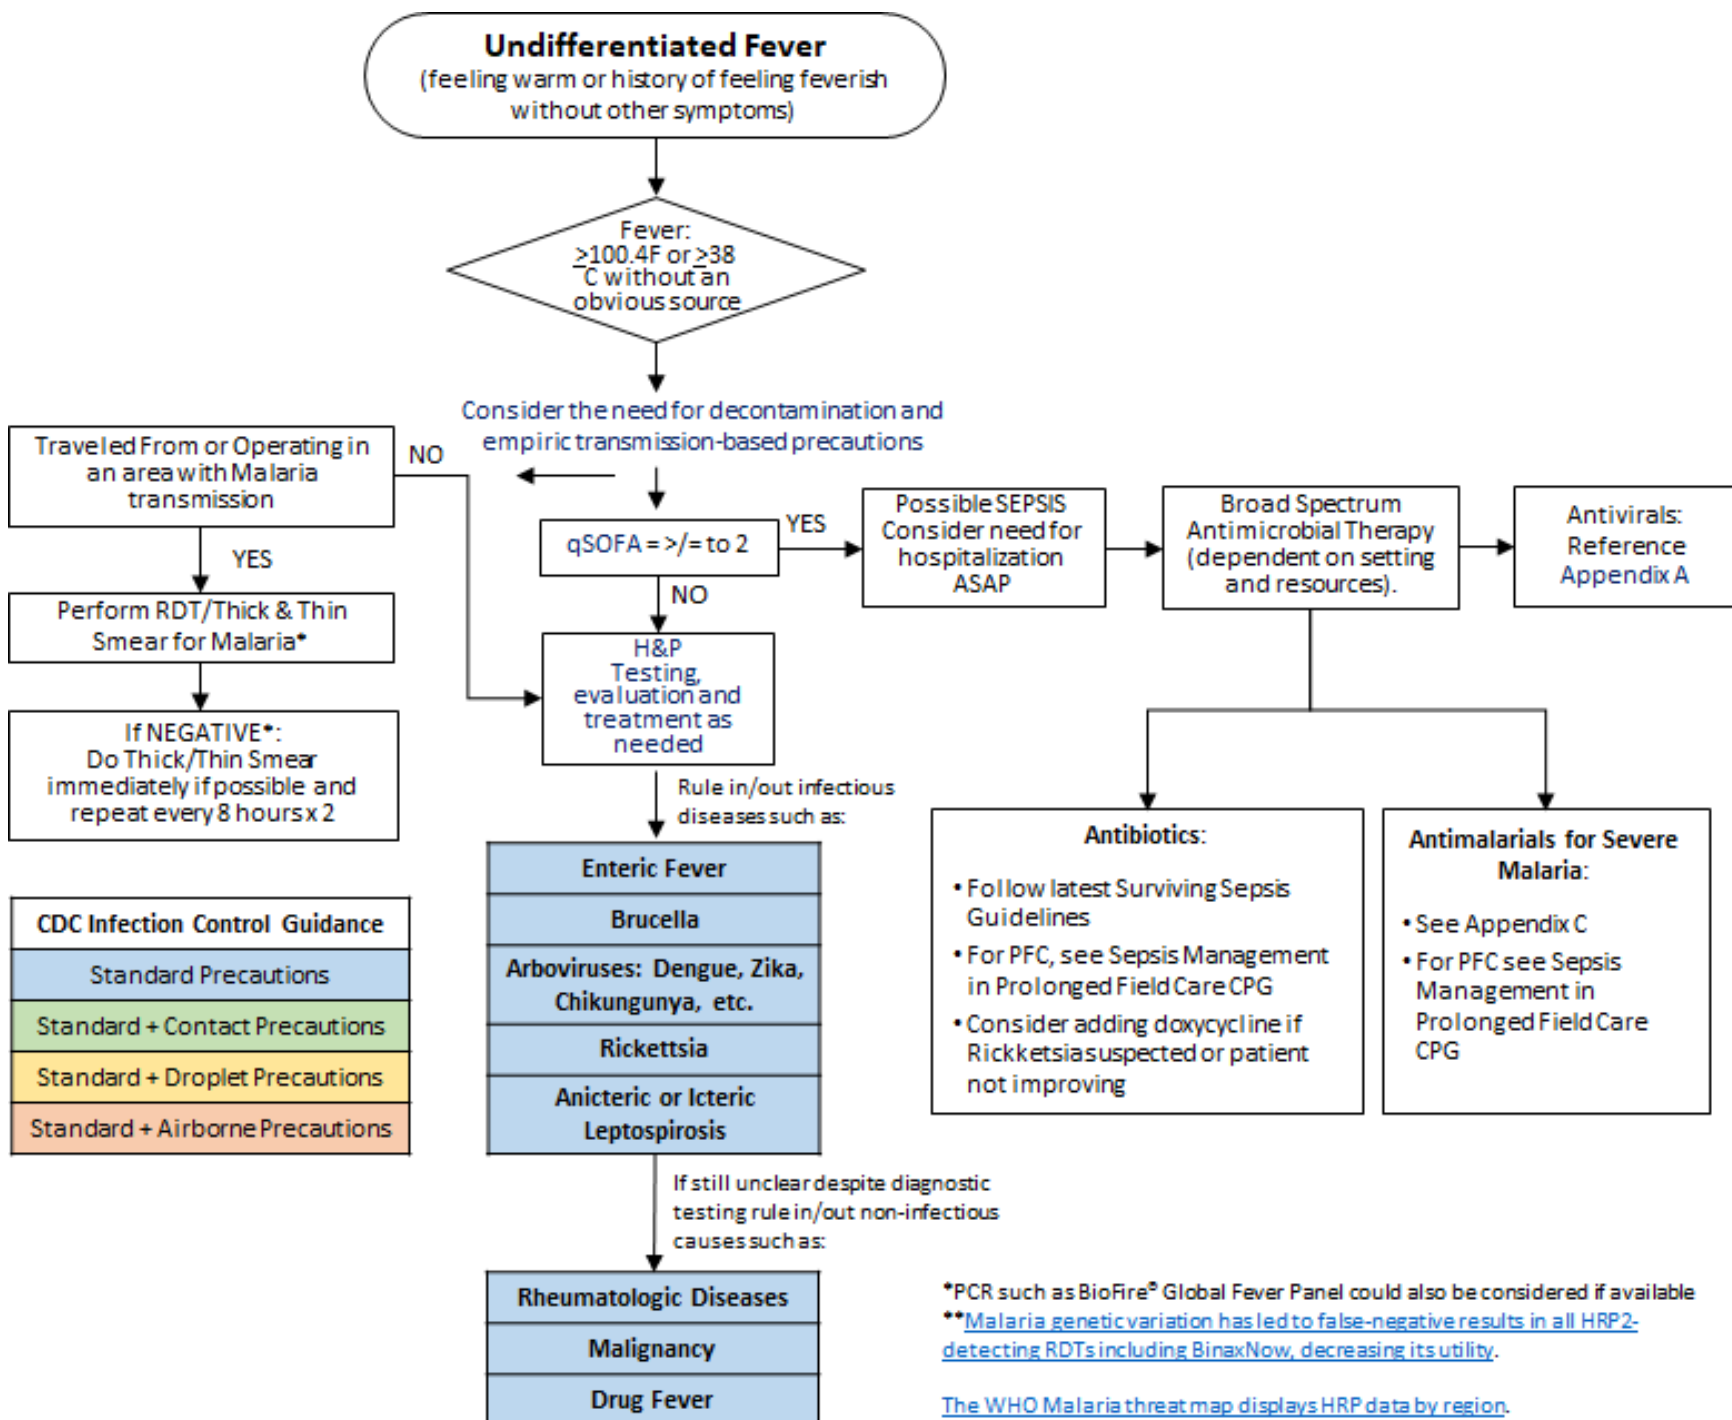 Undifferentiated Fever
(feeling warm or history of feeling feverish
without other symptoms)
Fever:
≥100.4F or ≥38
C without an
obvious source
Consider the need for decontamination and
empiric transmission-based precautions
Traveled From or Operating in
an area with Malaria
transmission
NO
YES
Perform RDT/Thick & Thin
Smear for Malaria*
If NEGATIVE*:
Do Thick/Thin Smear
immediately if possible and
repeat every 8 hours x 2
qSOFA = >/= to 2
YES
NO
Possible SEPSIS
Consider need for
hospitalization
ASAP
Broad Spectrum
Antimicrobial Therapy
(dependent on setting
and resources).
Antivirals:
Reference
Appendix A
H&P
Testing,
evaluation and
treatment as
needed
Rule in/out infectious
diseases such as:
Enteric Fever
Brucella
Arboviruses: Dengue, Zika,
Chikungunya, etc.
Rickettsia
Anicteric or Icteric
Leptospirosis
If still unclear despite diagnostic
testing rule in/out non-infectious
causes such as:
Rheumatologic Diseases
Malignancy
Drug Fever
CDC Infection Control Guidance
Standard Precautions
Standard + Contact Precautions
Standard + Droplet Precautions
Standard + Airborne Precautions
Antibiotics:
• Follow latest Surviving Sepsis
Guidelines
• For PFC, see Sepsis Management
in Prolonged Field Care CPG
• Consider adding doxycycline if
Rickketsia suspected or patient
not improving
Antimalarials for Severe
Malaria:
• See Appendix C
• For PFC see Sepsis
Management in
Prolonged Field Care
CPG
*PCR such as BioFire® Global Fever Panel could also be considered if available
**Malaria genetic variation has led to false-negative results in all HRP2-
detecting RDTs including BinaxNow, decreasing its utility.
The WHO Malaria threat map displays HRP data by region.